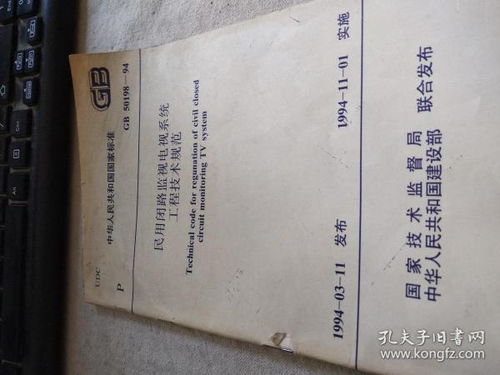 UDC
GB
中华人民共和国国家标准
P
GB 50198—94
民用闭路监视电视系统
工程技术规范
Technical code for regunation of civil closed
circuit monitoring TV system
1994-03-11 发布
1994-11-01 实施
国家技术监督局
中华人民共和国建设部
联合发布
孔夫子旧书网
www.kongfz.com